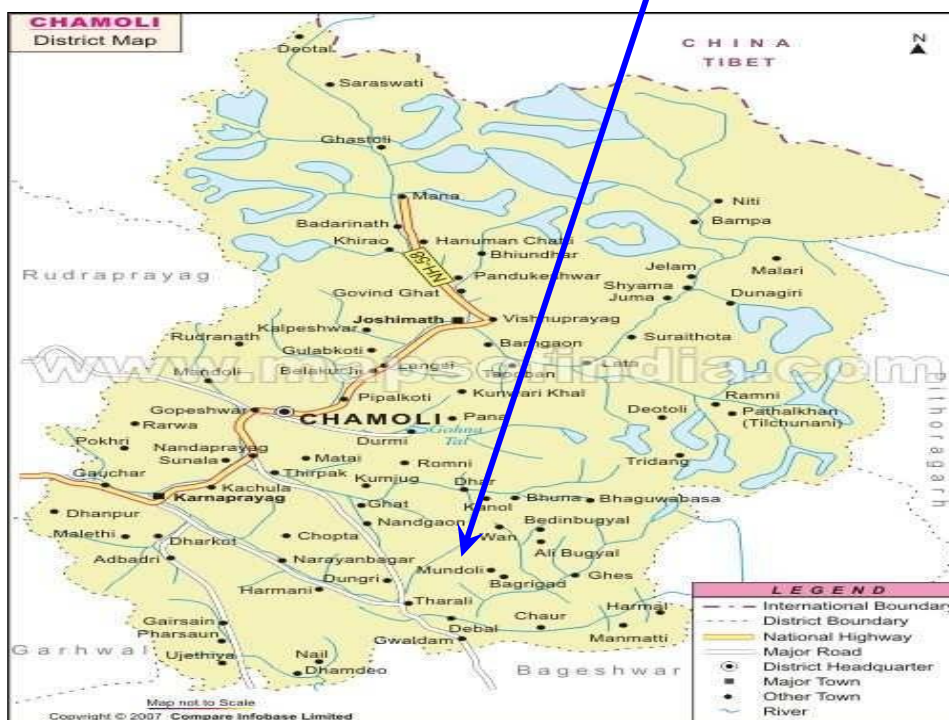 CHAMOLI
District Map
CHINA
TIBET
N
Deotal
Saraswati
Ghastoli
Mana
Niti
Bampa
Badarinath
Khirao
Hanuman Chatti
Bhiundhar
Malari
Jelam
Rudraprayag
NH-58
Pandukeshwar
Shyama
Juma
Dunagiri
Govind Ghat
Joshimath
Vishnuprayag
Kalpeshwar
Rudranath
Suraithota
Gulabkoti
Bamgaon
www.mapsofindia.com
Mandoli
Belakuchi
Langsi
Tapoban
Lata
Pithoragarh
Kunwari Khal
Pipalkoti
Ramni
Gopeshwar
CHAMOLI
Pana
Deotoli
Pathalkhan
(Tilchunani)
Rarwa
Gohna
Tal
Durmi
Pokhri
Nandaprayag
Sunala
Matai
Romni
Tridang
Gauchar
Thirpak
Kumjug
Dhar
Kachula
Karnaprayag
Kanol
Bhuna
Bhaguwabasa
Ghat
Dhanpur
Nandgaon
Bedinbugyal
Malethi
Dharkot
Chopta
Wan
Ali Bugyal
Adbadri
Narayanbagar
Mundoli
Dungri
Bagrigad
Ghes
Harmani
Tharali
Harmal
Gairsain
Chaur
Pharsaun
Debal
Manmatti
Garhwal
Gwaldam
Ujethiya
Nail
Dhamdeo
Bageshwar
LEGEND
International Boundary
District Boundary
National Highway
Major Road
District Headquarter
Major Town
Other Town
River
Map not to Scale
Copyright © 2007 Compare Infobase Limited